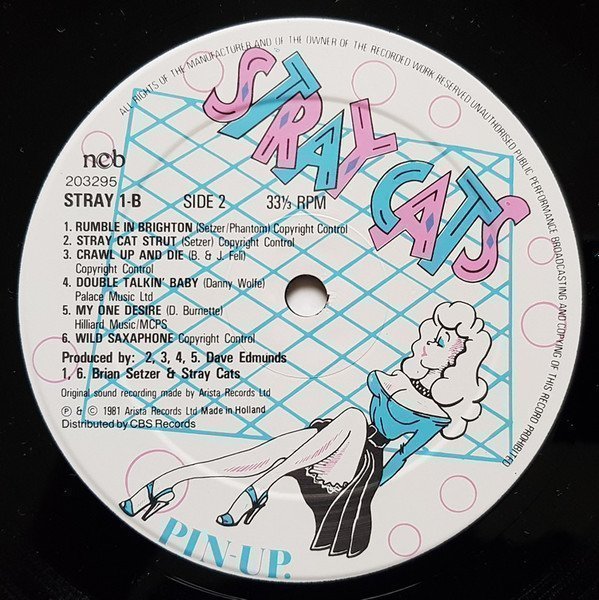 ALL RIGHTS OF THE MANUFACTURER AND OF THE OWNER OF THE RECORDED WORK RESERVED UNAUTHORISED PUBLIC PERFORMANCE BROADCASTING AND COPYING OF THIS RECORD PROHIBITED
STRAY CATS
ncb
203295
STRAY 1-B SIDE 2 33⅓ RPM
1. RUMBLE IN BRIGHTON (Setzer/Phantom) Copyright Control
2. STRAY CAT STRUT (Setzer) Copyright Control
3. CRAWL UP AND DIE (B. & J. Feli)
Copyright Control
4. DOUBLE TALKIN' BABY (Danny Wolfe)
Palace Music Ltd
5. MY ONE DESIRE (D. Burnette)
Hilliard Music/MCPS
6. WILD SAXAPHONE Copyright Control
Produced by: 2, 3, 4, 5. Dave Edmunds
1, 6. Brian Setzer & Stray Cats
Original sound recording made by Arista Records Ltd
℗ & © 1981 Arista Records Ltd Made in Holland
Distributed by CBS Records
PIN-UP.